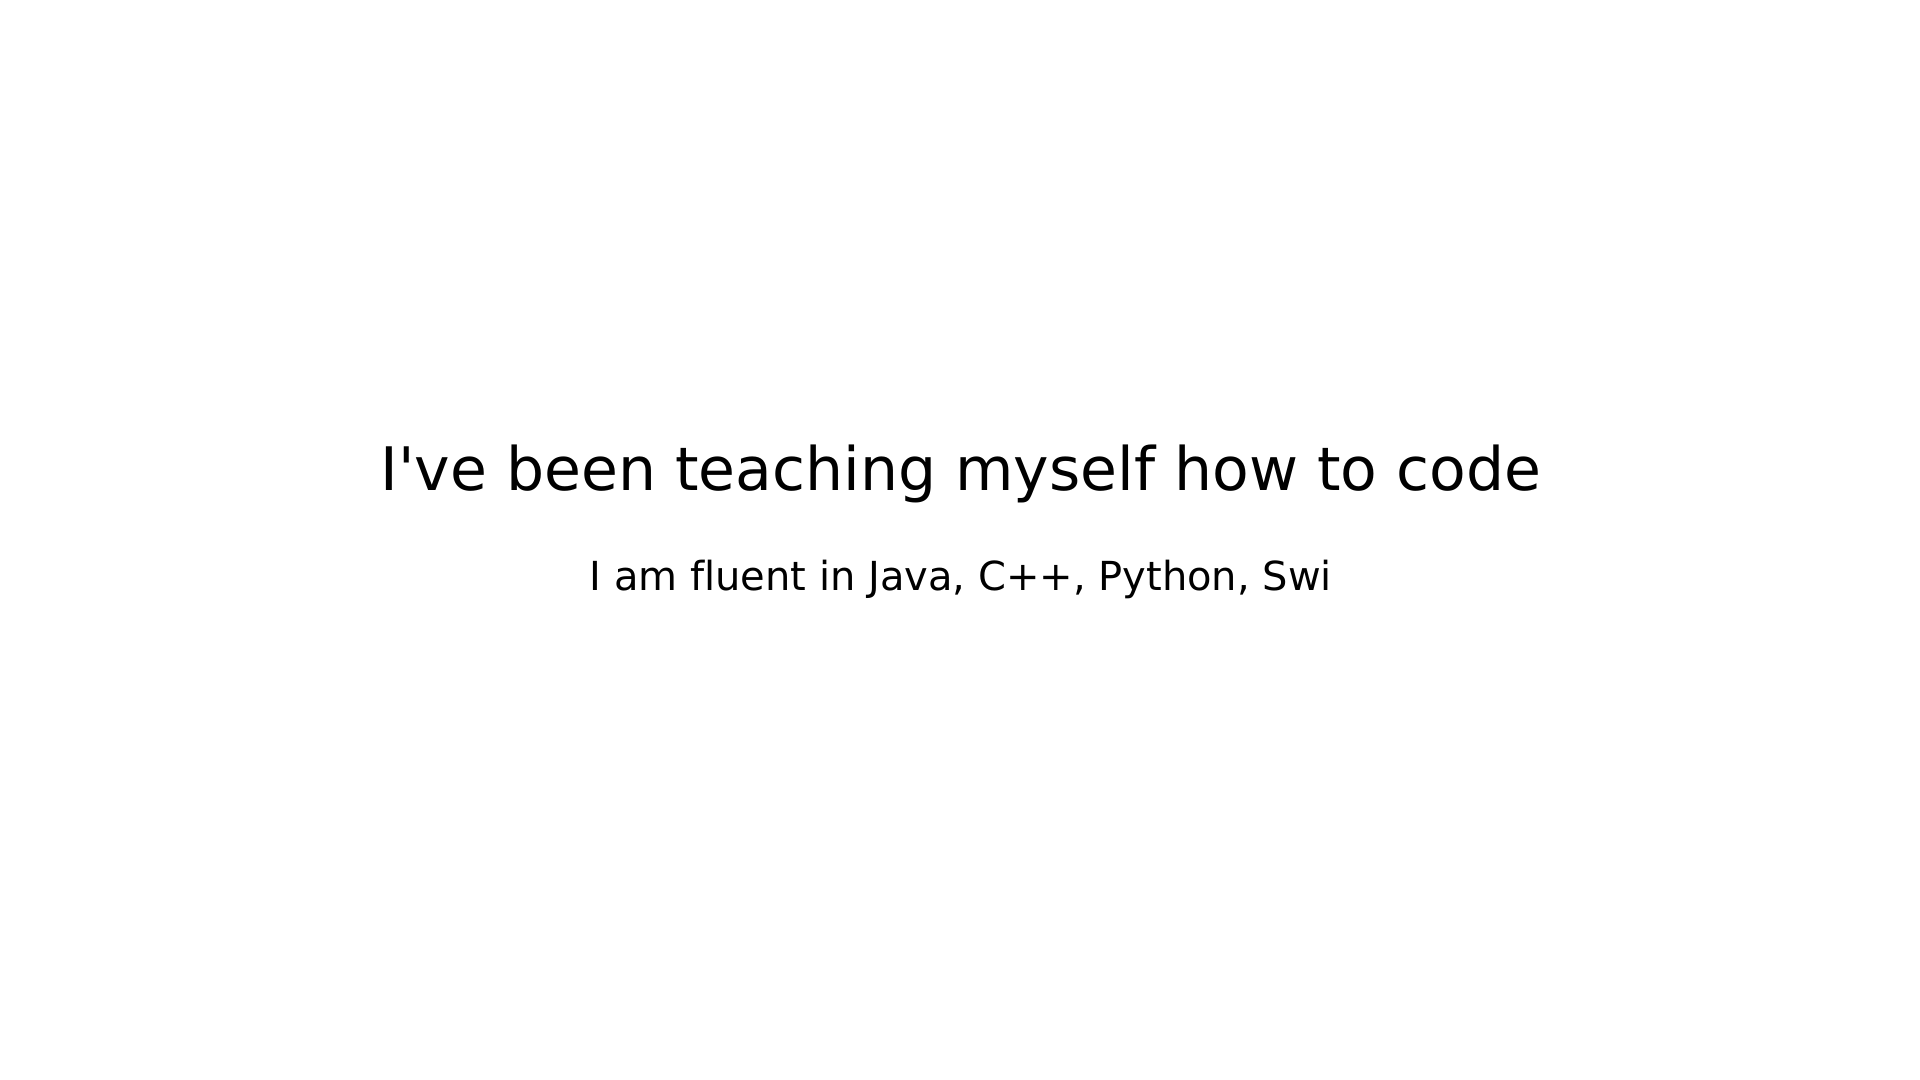 I've been teaching myself how to code
I am fluent in Java, C++, Python, Swi